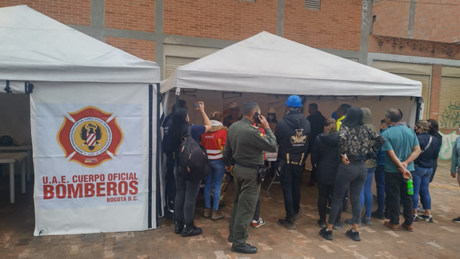 U.A.E. CUERPO OFICIAL
BOMBEROS
BOGOTÁ D.C.